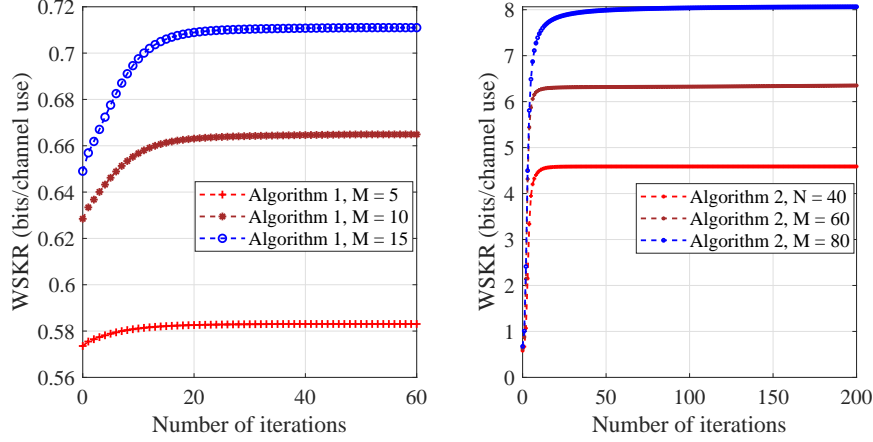 WSKR (bits/channel use)
0.72
0.7
0.68
0.66
0.64
0.62
0.6
0.58
0.56
0
20
40
60
Number of iterations
Algorithm 1, M = 5
Algorithm 1, M = 10
Algorithm 1, M = 15
WSKR (bits/channel use)
8
7
6
5
4
3
2
1
0
0
50
100
150
200
Number of iterations
Algorithm 2, N = 40
Algorithm 2, M = 60
Algorithm 2, M = 80